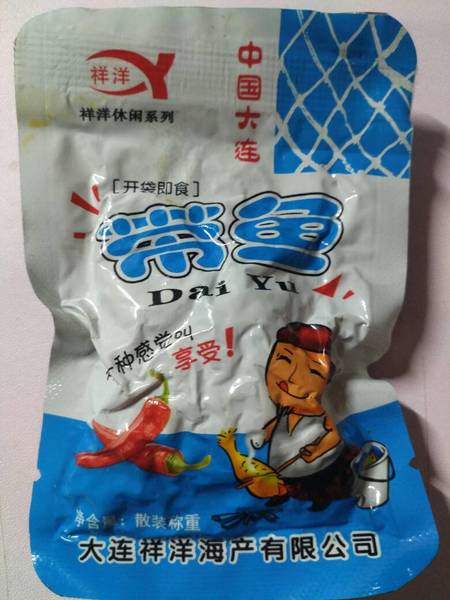 祥洋
祥洋休闲系列
中国大连
[开袋即食]
带鱼
Dai Yu
种感觉叫
享受!
净含量:散装称重
大连祥洋海产有限公司